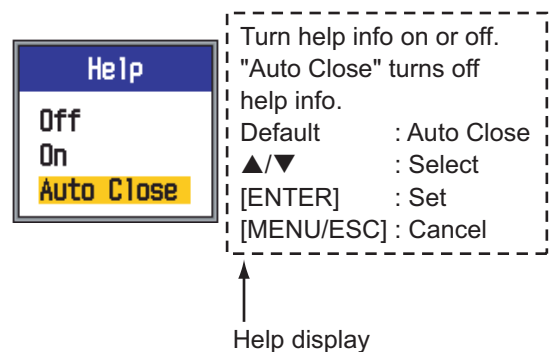 Help
Off
On
Auto Close
Turn help info on or off.
"Auto Close" turns off
help info.
Default : Auto Close
▲/▼ : Select
[ENTER] : Set
[MENU/ESC] : Cancel
Help display